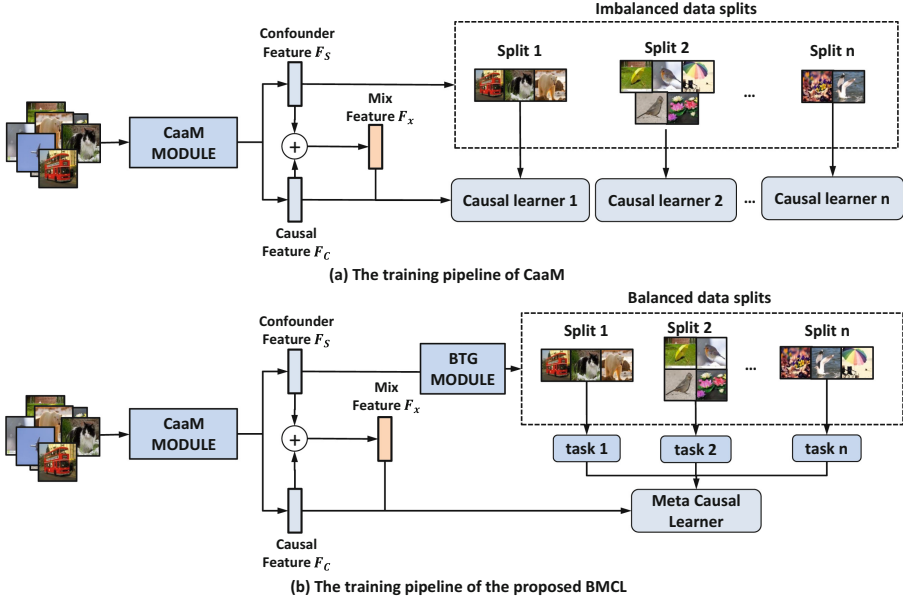 Imbalanced data splits
Confounder
Feature F_S
Split 1
Split 2
Split n
...
Mix
Feature F_x
CaaM
MODULE
+
Causal learner 1
Causal learner 2
...
Causal learner n
Causal
Feature F_C
(a) The training pipeline of CaaM
Balanced data splits
Confounder
Feature F_S
Split 1
Split 2
Split n
BTG
MODULE
...
Mix
Feature F_x
CaaM
MODULE
+
task 1
task 2
task n
Meta Causal
Learner
Causal
Feature F_C
(b) The training pipeline of the proposed BMCL